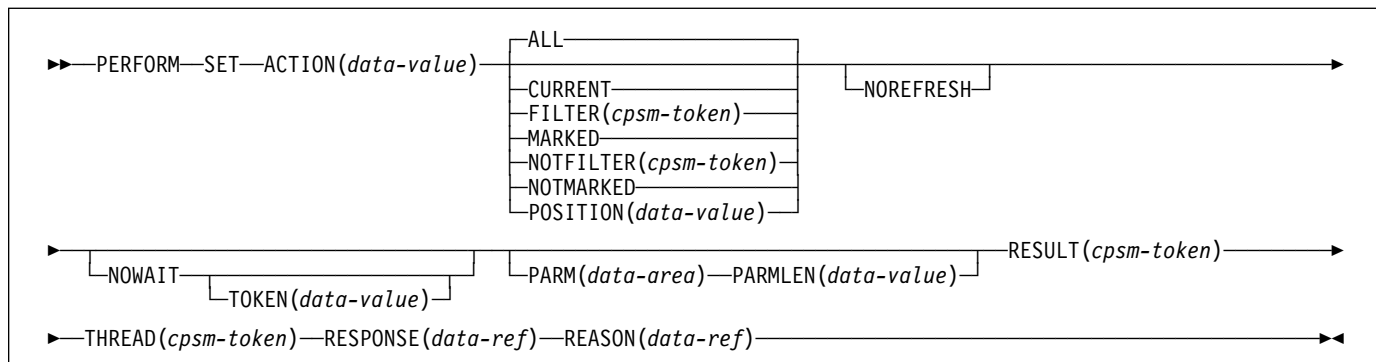 ALL
PERFORM SET ACTION(data-value)
CURRENT NOREFRESH
FILTER(cpsm-token)
MARKED
NOTFILTER(cpsm-token)
NOTMARKED
POSITION(data-value)
RESULT(cpsm-token)
NOWAIT PARM(data-area) PARMLEN(data-value)
TOKEN(data-value)
THREAD(cpsm-token) RESPONSE(data-ref) REASON(data-ref)